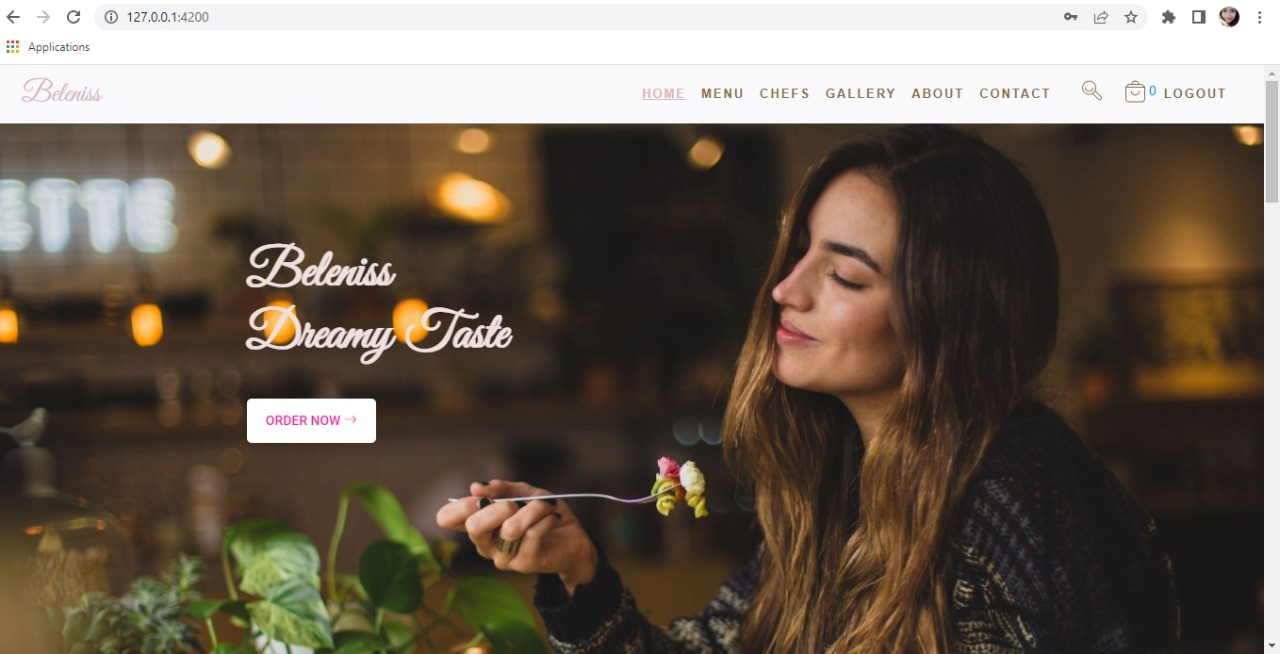 127.0.0.1:4200
Applications
Beleniss
HOME MENU CHEFS GALLERY ABOUT CONTACT 0 LOGOUT
ETTE
Beleniss
Dreamy Taste
ORDER NOW →